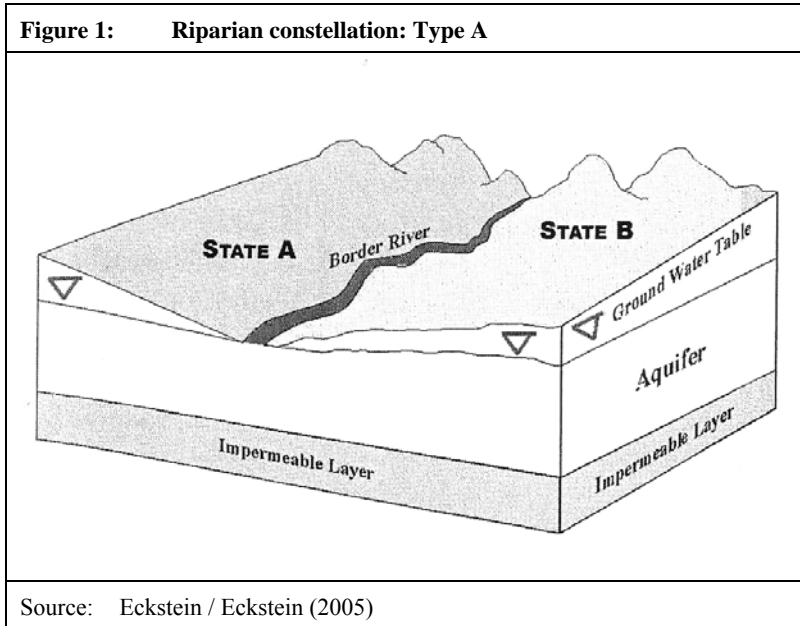 Figure 1: Riparian constellation: Type A
STATE A
Border River
STATE B
Ground Water Table
Aquifer
Impermeable Layer
Impermeable Layer
Source: Eckstein / Eckstein (2005)